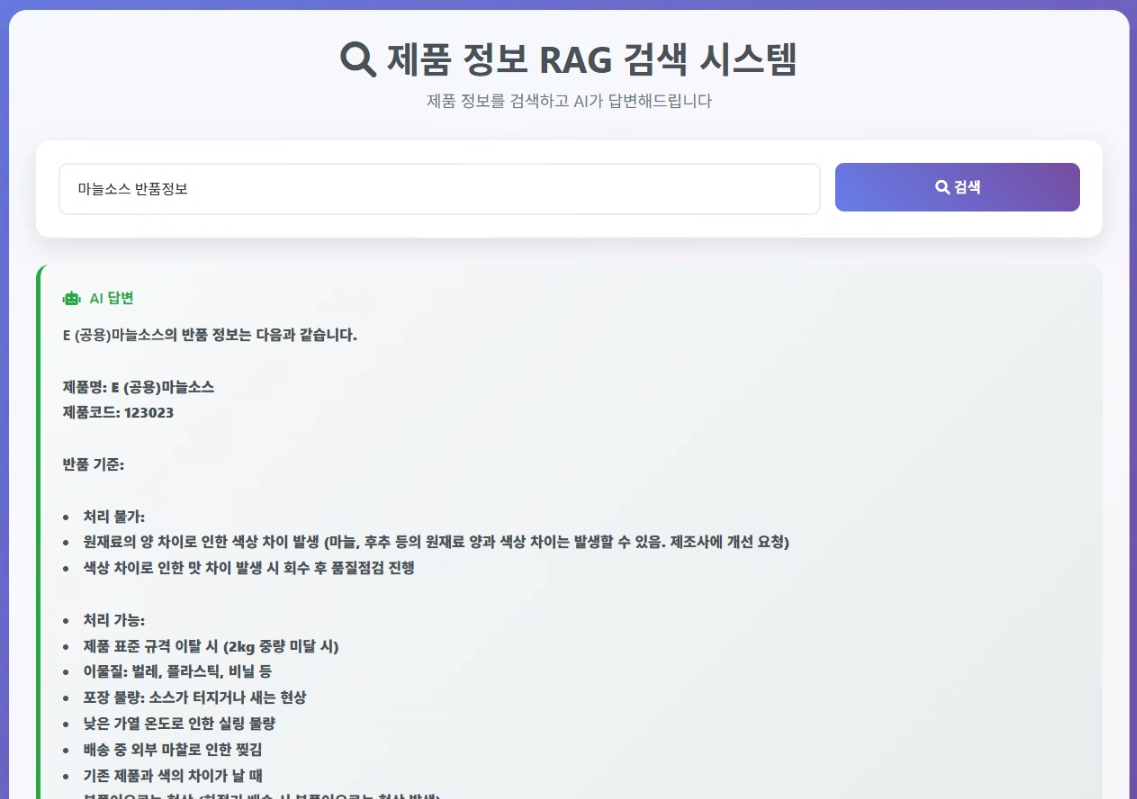 제품 정보 RAG 검색 시스템
제품 정보를 검색하고 AI가 답변해드립니다
마늘소스 반품정보
검색
AI 답변
E (공용)마늘소스의 반품 정보는 다음과 같습니다.
제품명: E (공용)마늘소스
제품코드: 123023
반품 기준:
• 처리 불가:
• 원재료의 양 차이로 인한 색상 차이 발생 (마늘, 후추 등의 원재료 양과 색상 차이는 발생할 수 있음. 제조사에 개선 요청)
• 색상 차이로 인한 맛 차이 발생 시 회수 후 품질점검 진행
• 처리 가능:
• 제품 표준 규격 이탈 시 (2kg 중량 미달 시)
• 이물질: 벌레, 플라스틱, 비닐 등
• 포장 불량: 소스가 터지거나 새는 현상
• 낮은 가열 온도로 인한 실링 불량
• 배송 중 외부 마찰로 인한 찢김
• 기존 제품과 색의 차이가 날 때